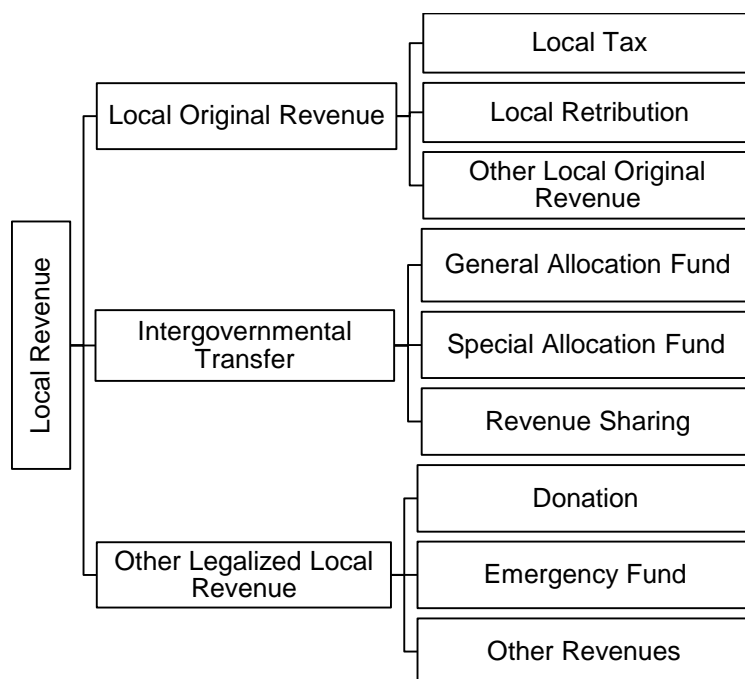 Local Revenue
Local Original Revenue
Local Tax
Local Retribution
Other Local Original
Revenue
Intergovernmental
Transfer
General Allocation Fund
Special Allocation Fund
Revenue Sharing
Other Legalized Local
Revenue
Donation
Emergency Fund
Other Revenues